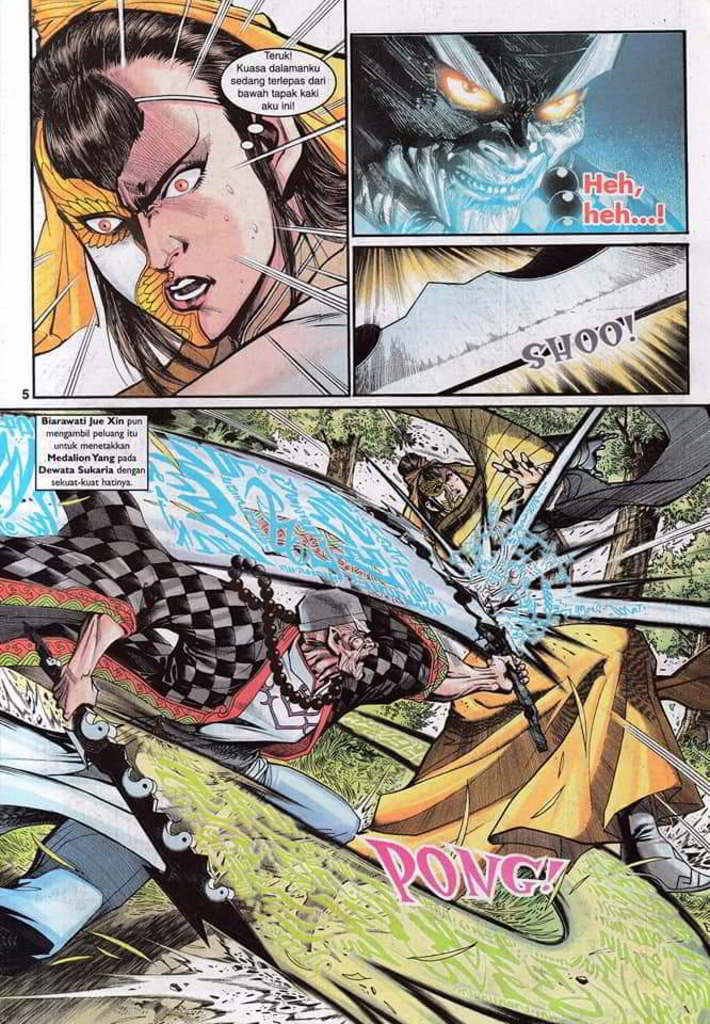 Teruk!
Kuasa dalamanku
sedang terlepas dari
bawah tapak kaki
aku ini!
Heh,
heh...!
SHOO!
5
Biarawati Jue Xin pun
mengambil peluang itu
untuk menetakkan
Medalion Yang pada
Dewata Sukaria dengan
sekuat-kuat hatinya.
PONG!